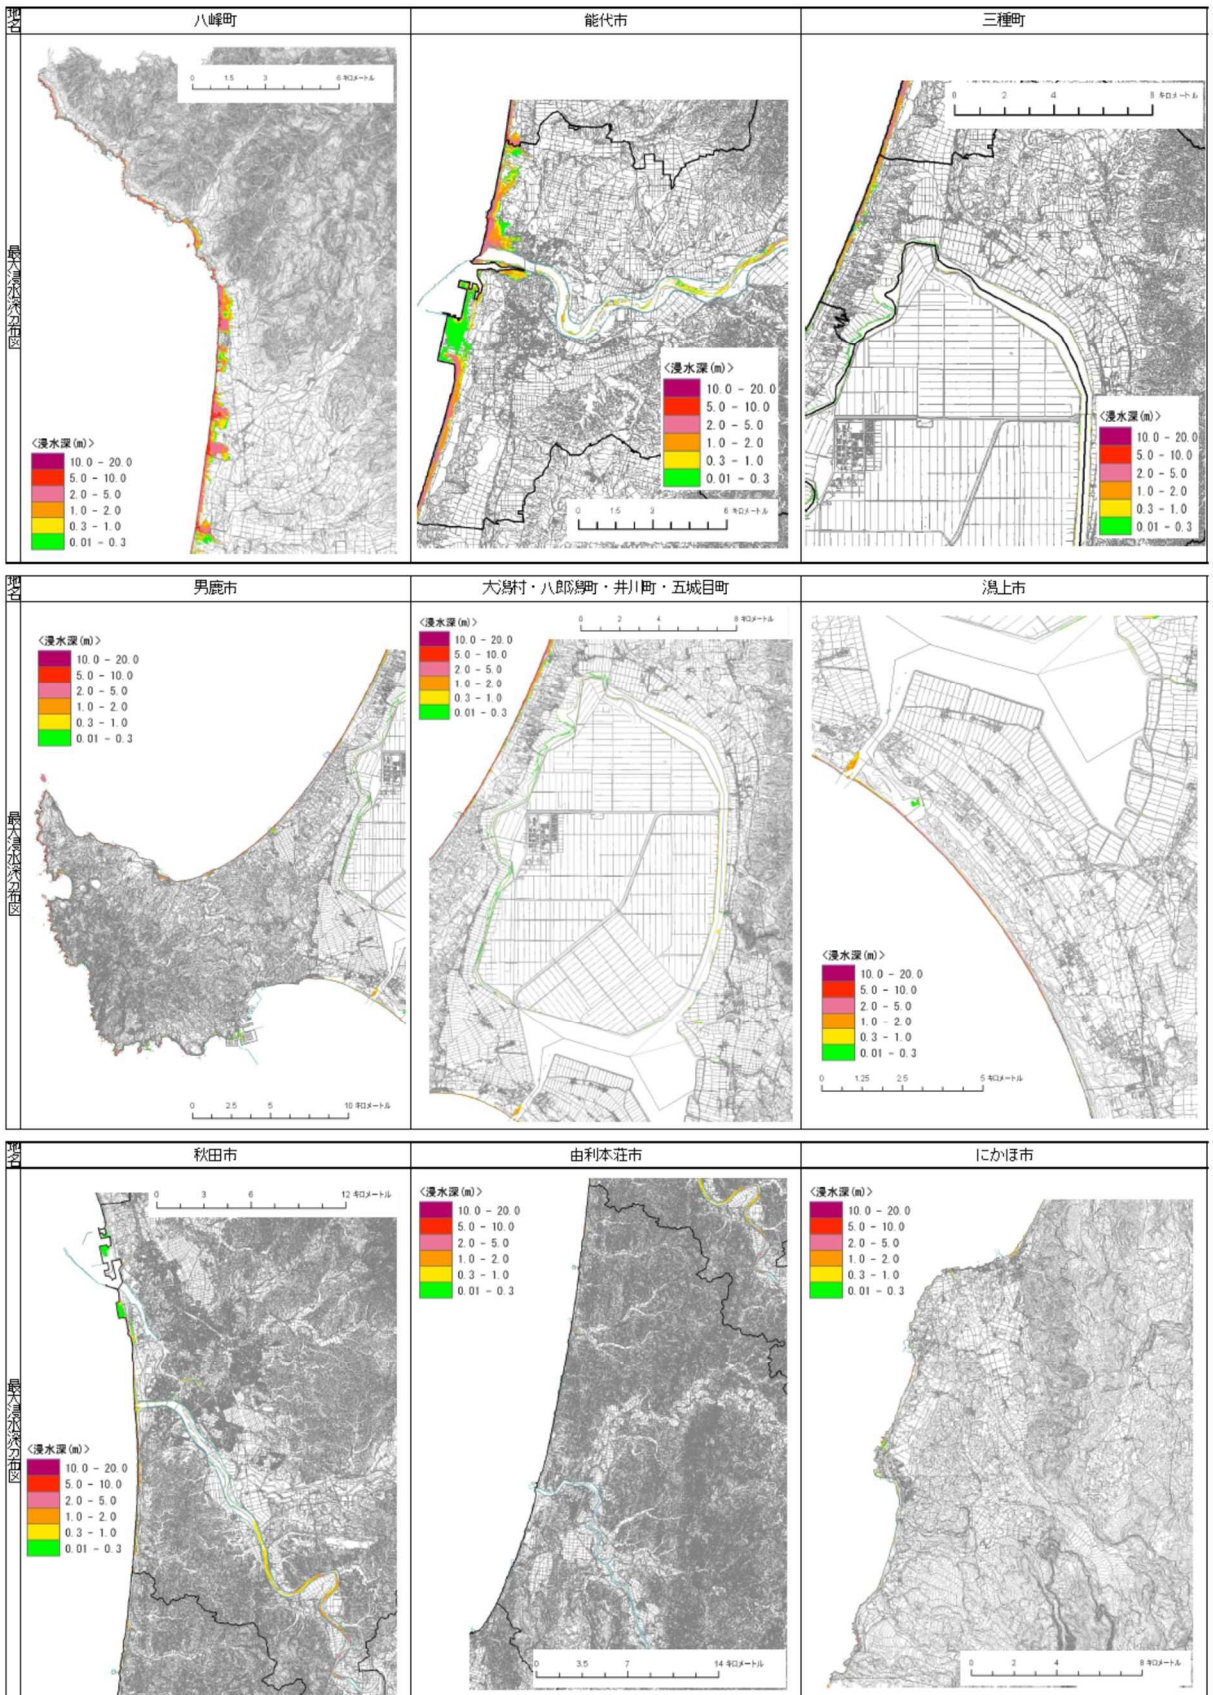 地名
八峰町
能代市
三種町
最大浸水深分布図
0 1.5 3 6 キロメートル
<浸水深(m)>
10.0 - 20.0
5.0 - 10.0
2.0 - 5.0
1.0 - 2.0
0.3 - 1.0
0.01 - 0.3
<浸水深(m)>
10.0 - 20.0
5.0 - 10.0
2.0 - 5.0
1.0 - 2.0
0.3 - 1.0
0.01 - 0.3
0 1.5 3 6 キロメートル
0 2 4 8 キロメートル
<浸水深(m)>
10.0 - 20.0
5.0 - 10.0
2.0 - 5.0
1.0 - 2.0
0.3 - 1.0
0.01 - 0.3
地名
男鹿市
大潟村・八郎潟町・井川町・五城目町
潟上市
最大浸水深分布図
<浸水深(m)>
10.0 - 20.0
5.0 - 10.0
2.0 - 5.0
1.0 - 2.0
0.3 - 1.0
0.01 - 0.3
0 2.5 5 10 キロメートル
0 2 4 8 キロメートル
<浸水深(m)>
10.0 - 20.0
5.0 - 10.0
2.0 - 5.0
1.0 - 2.0
0.3 - 1.0
0.01 - 0.3
<浸水深(m)>
10.0 - 20.0
5.0 - 10.0
2.0 - 5.0
1.0 - 2.0
0.3 - 1.0
0.01 - 0.3
0 1.25 2.5 5 キロメートル
地名
秋田市
由利本荘市
にかほ市
最大浸水深分布図
0 3 6 12 キロメートル
<浸水深(m)>
10.0 - 20.0
5.0 - 10.0
2.0 - 5.0
1.0 - 2.0
0.3 - 1.0
0.01 - 0.3
<浸水深(m)>
10.0 - 20.0
5.0 - 10.0
2.0 - 5.0
1.0 - 2.0
0.3 - 1.0
0.01 - 0.3
0 3.5 7 14 キロメートル
<浸水深(m)>
10.0 - 20.0
5.0 - 10.0
2.0 - 5.0
1.0 - 2.0
0.3 - 1.0
0.01 - 0.3
0 2 4 8 キロメートル